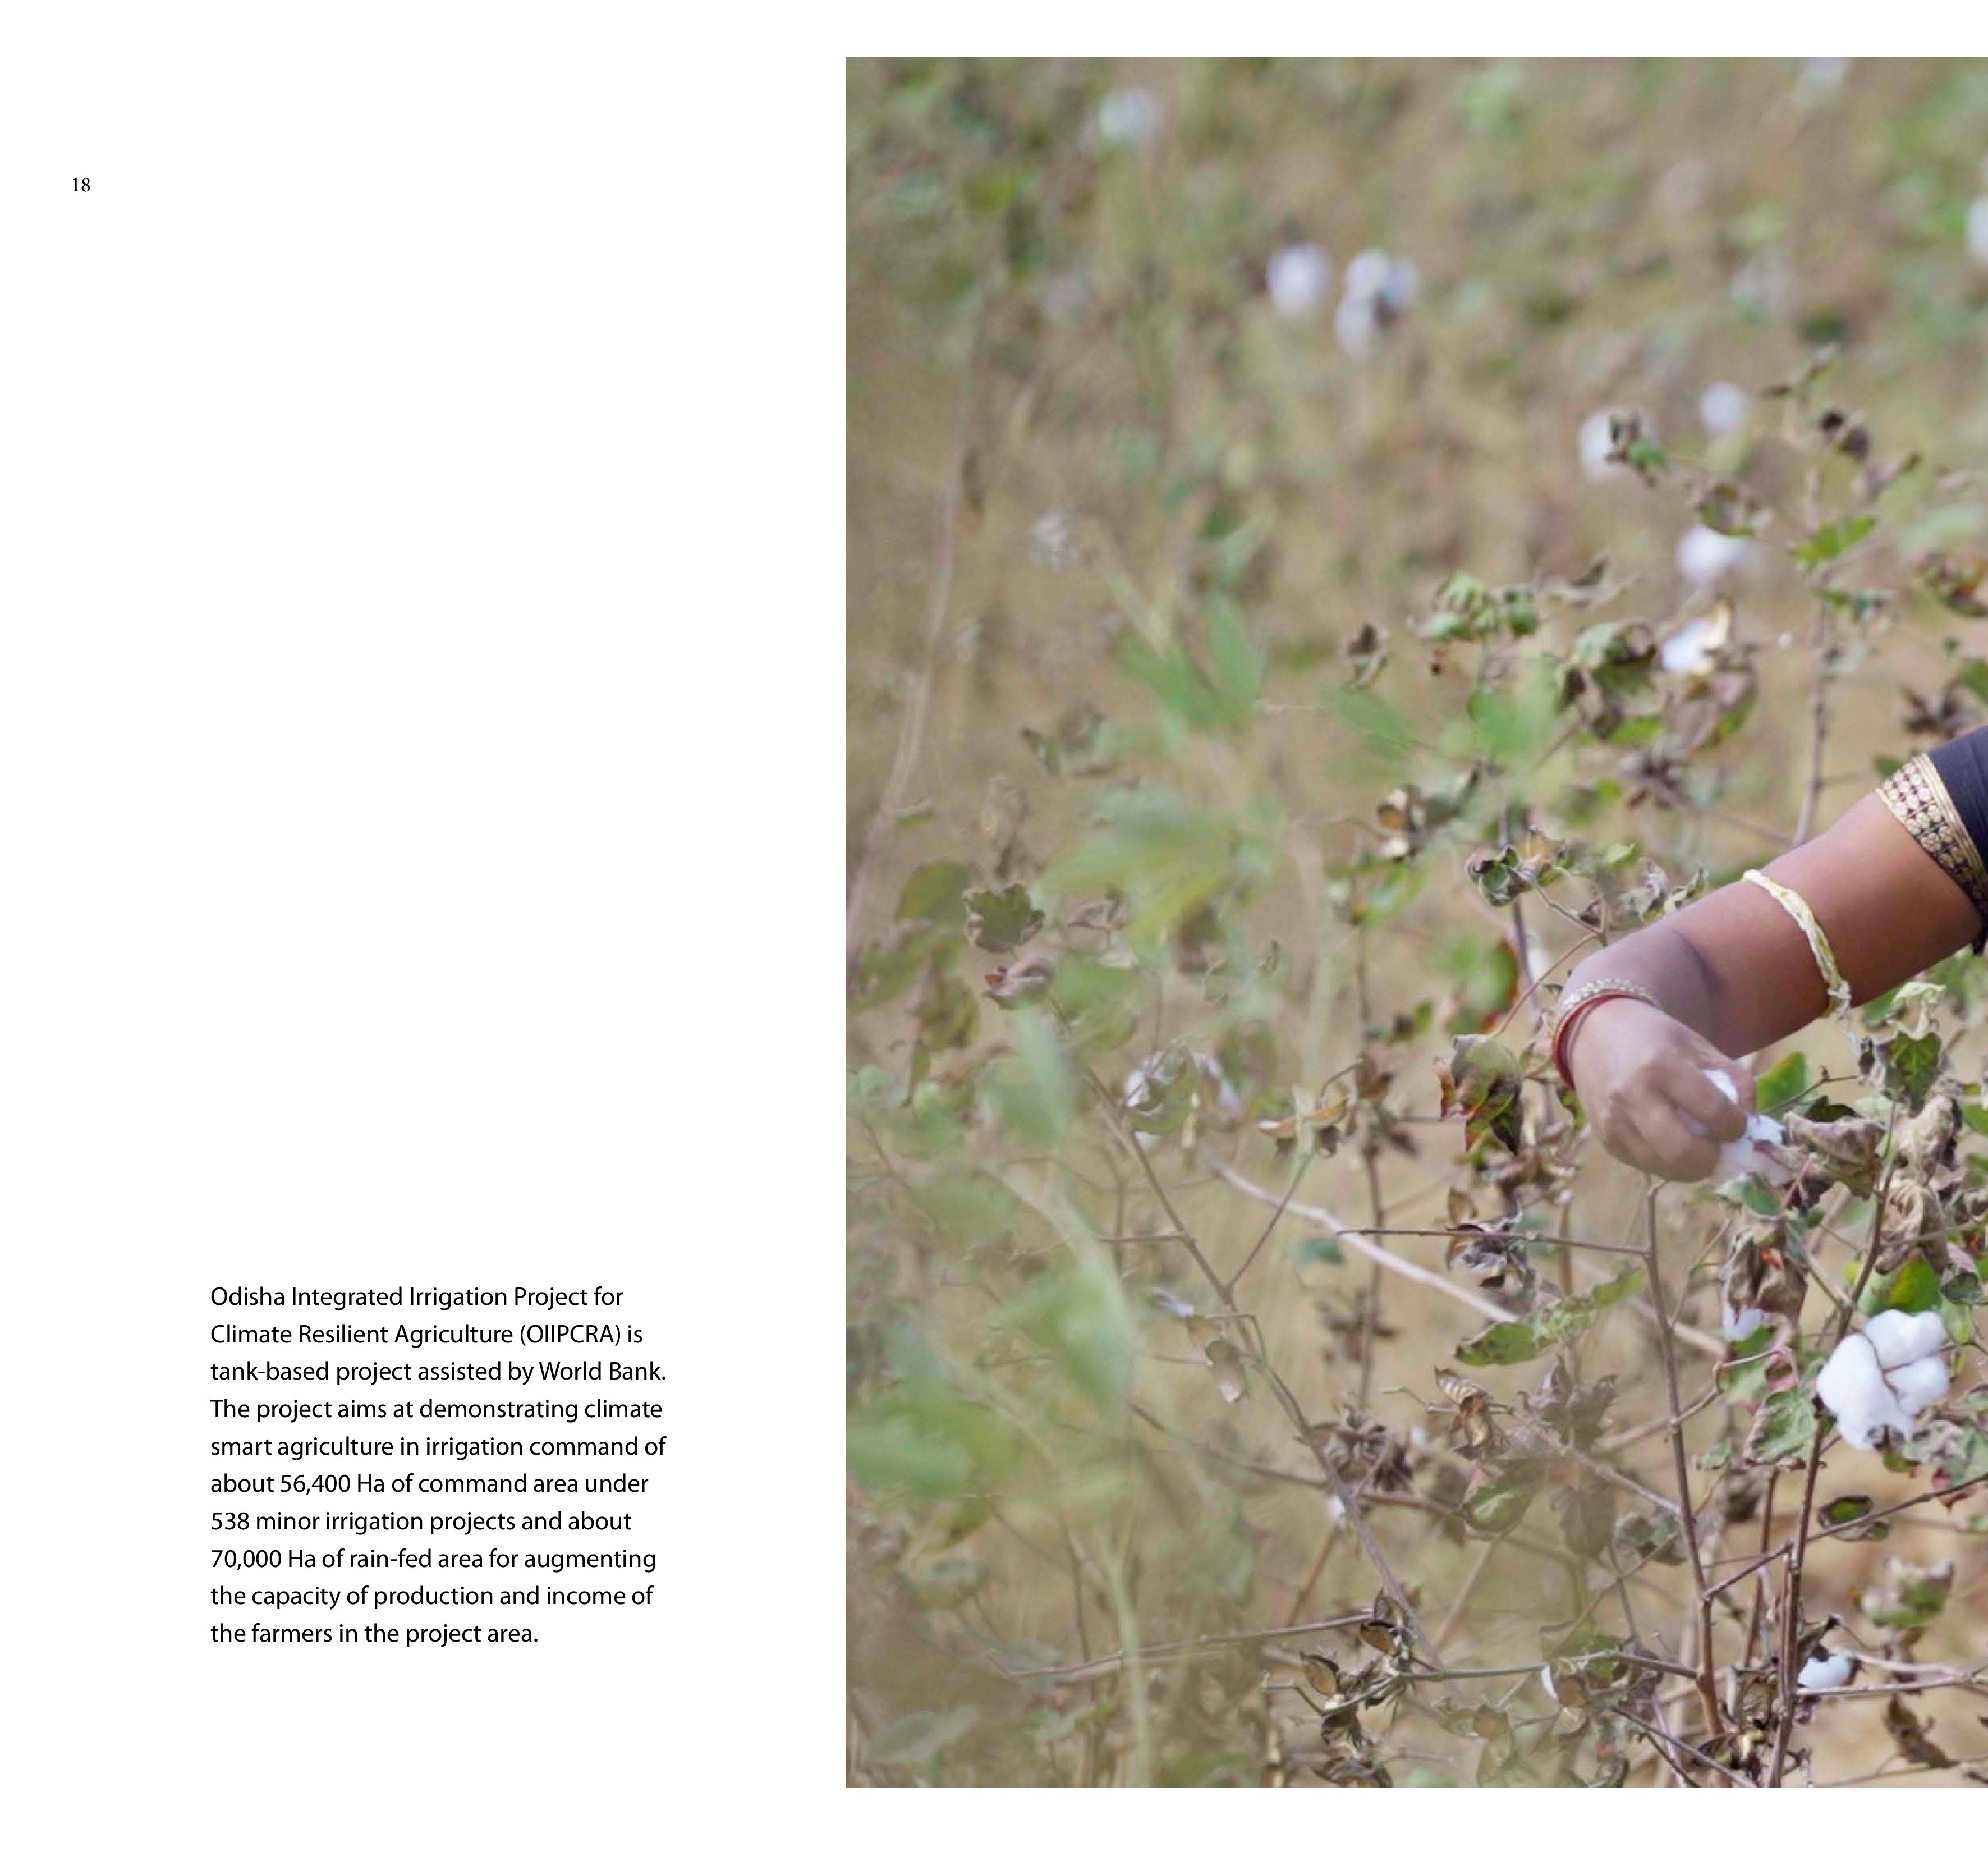 18
Odisha Integrated Irrigation Project for
Climate Resilient Agriculture (OIIPCRA) is
tank-based project assisted by World Bank.
The project aims at demonstrating climate
smart agriculture in irrigation command of
about 56,400 Ha of command area under
538 minor irrigation projects and about
70,000 Ha of rain-fed area for augmenting
the capacity of production and income of
the farmers in the project area.